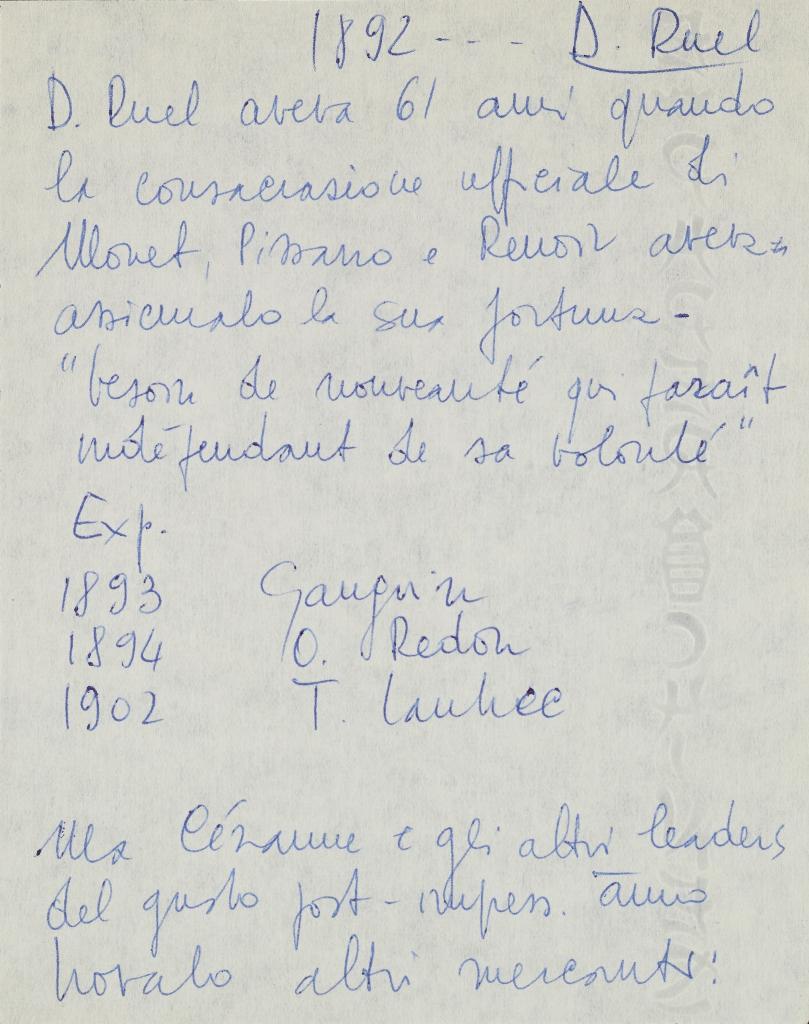 1892 - - - D. Ruel
D. Ruel aveva 61 anni quando
la consacrazione ufficiale di
Monet, Pissarro e Renoir aveva
assicurato la sua fortuna -
"besoin de nouveauté qui paraît
indépendant de sa volonté"
Exp.
1893 Gauguin
1894 O. Redon
1902 T. Lautrec
Ma Cézanne e gli altri leaders
del gusto post-impress. ānno
trovato altri mercanti: